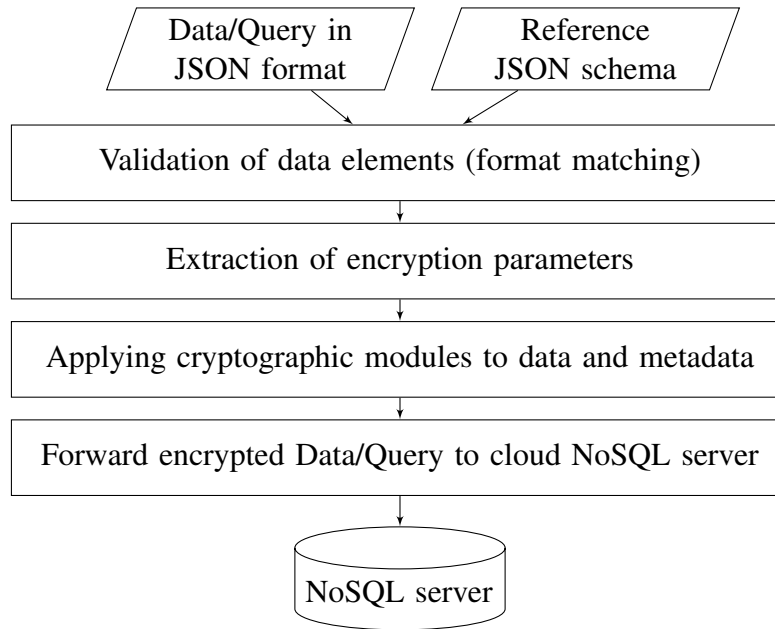 Data/Query in
JSON format
Reference
JSON schema
Validation of data elements (format matching)
Extraction of encryption parameters
Applying cryptographic modules to data and metadata
Forward encrypted Data/Query to cloud NoSQL server
NoSQL server